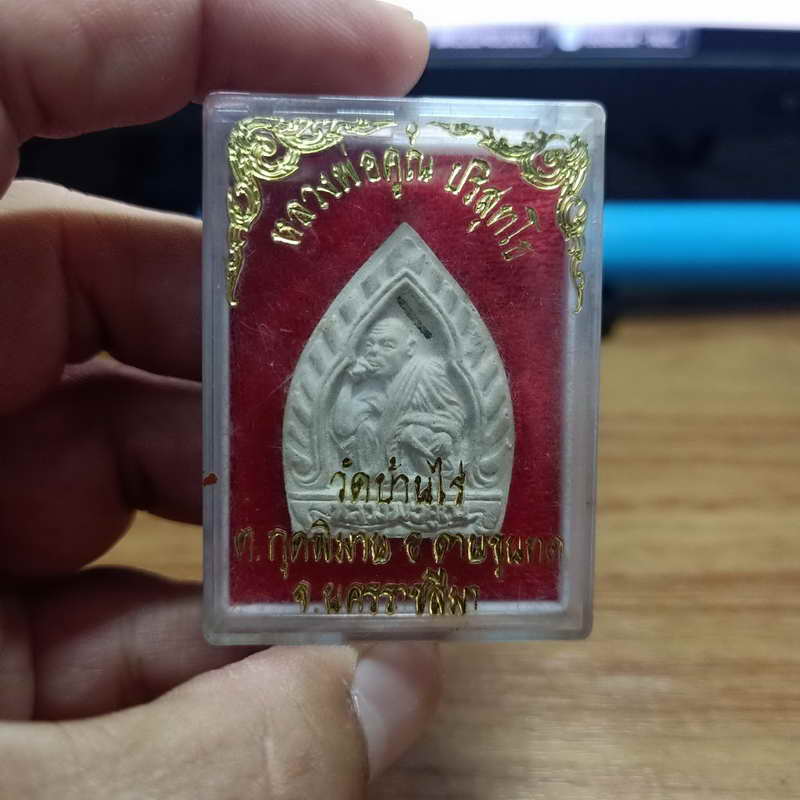 หลวงพ่อคูณ ปริสุทฺโธ
วัดบ้านไร่
ต.กุดพิมาน อ.ด่านขุนทด
จ.นครราชสีมา